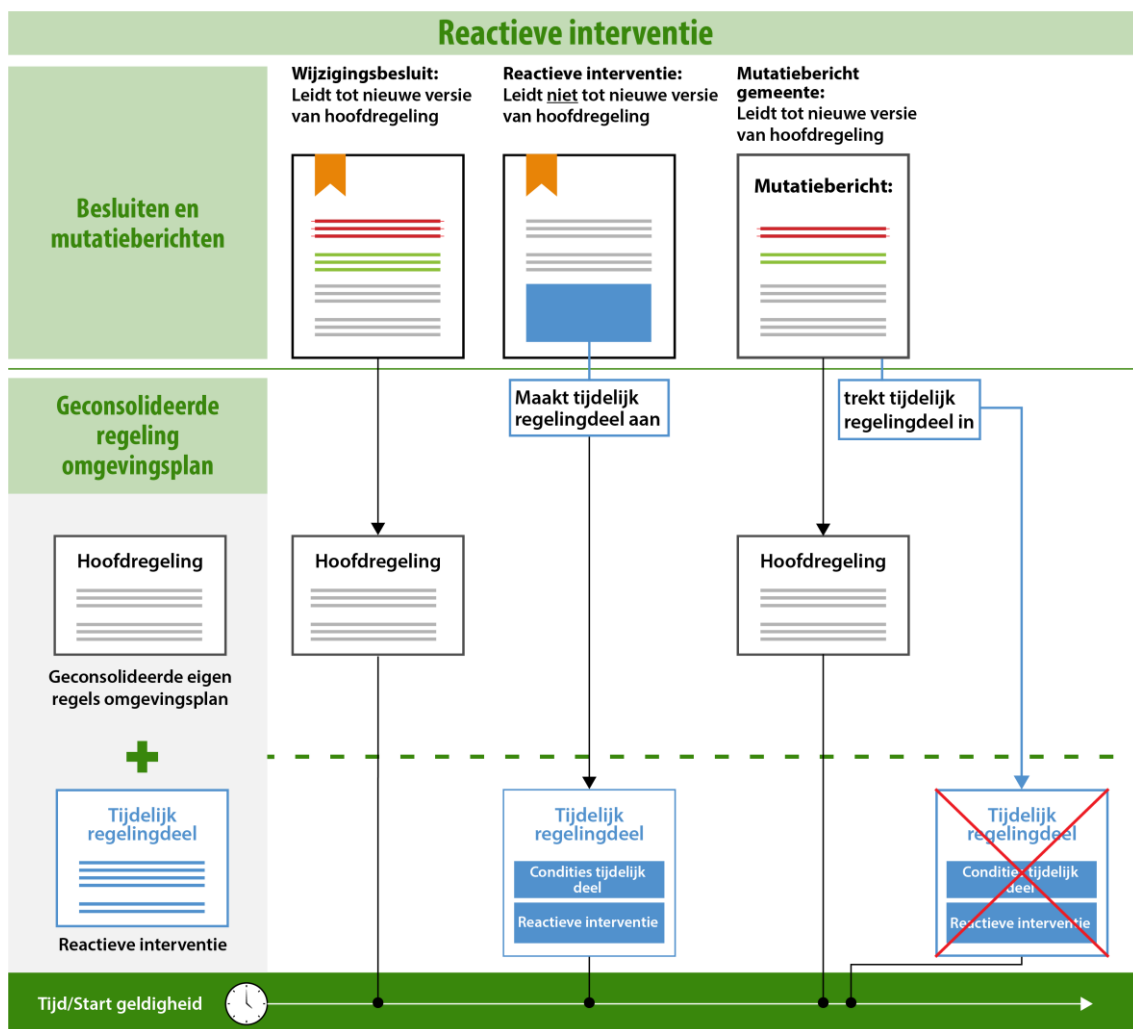 Reactieve interventie
Besluiten en
mutatieberichten
Wijzigingsbesluit:
Leidt tot nieuwe versie
van hoofdregeling
Reactieve interventie:
Leidt niet tot nieuwe versie
van hoofdregeling
Mutatiebericht
gemeente:
Leidt tot nieuwe versie
van hoofdregeling
Mutatiebericht:
Geconsolideerde
regeling
omgevingsplan
Maakt tijdelijk
regelingdeel aan
trekt tijdelijk
regelingdeel in
Hoofdregeling
Geconsolideerde eigen
regels omgevingsplan
Hoofdregeling
Hoofdregeling
Tijdelijk
regelingdeel
Reactieve interventie
Tijdelijk
regelingdeel
Condities tijdelijk
deel
Reactieve interventie
Tijdelijk
regelingdeel
Condities tijdelijk
deel
Reactieve interventie
Tijd/Start geldigheid